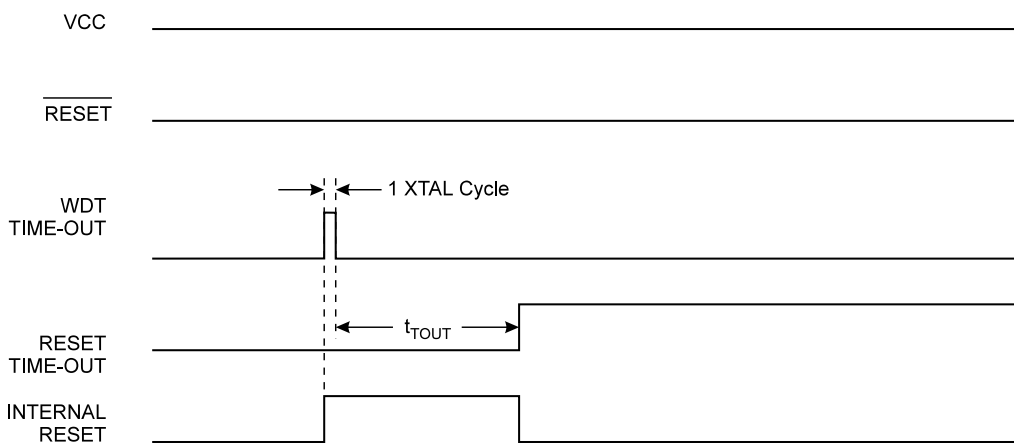 VCC
RESET
1 XTAL Cycle
WDT
TIME-OUT
tTOUT
RESET
TIME-OUT
INTERNAL
RESET